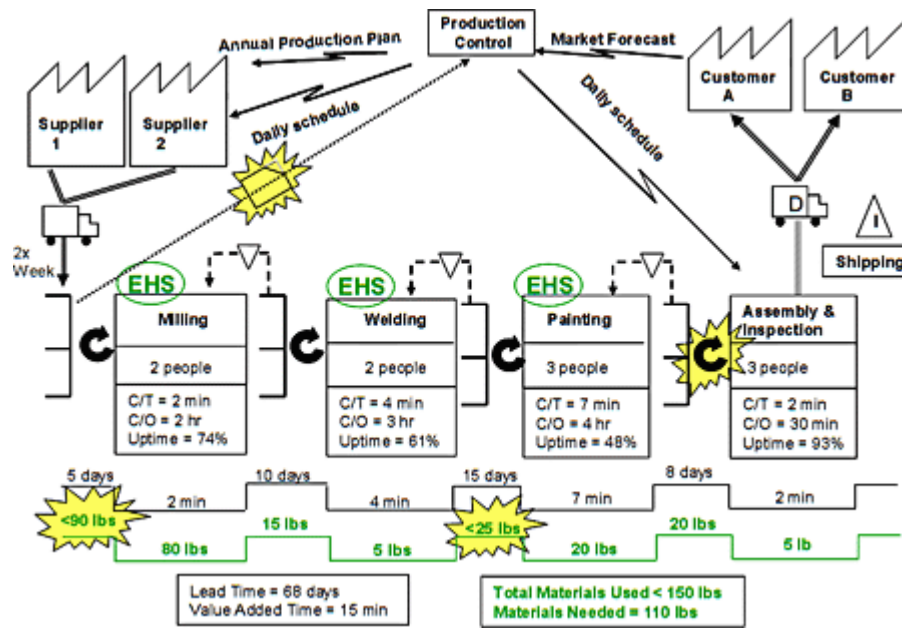 Production
Control
Annual Production Plan
Market Forecast
Customer
A
Customer
B
Supplier
1
Supplier
2
Daily schedule
Daily schedule
2x
Week
D
I
Shipping
EHS
EHS
EHS
Milling
Welding
Painting
Assembly &
Inspection
2 people
2 people
3 people
3 people
C/T = 2 min
C/O = 2 hr
Uptime = 74%
C/T = 4 min
C/O = 3 hr
Uptime = 61%
C/T = 7 min
C/O = 4 hr
Uptime = 48%
C/T = 2 min
C/O = 30 min
Uptime = 93%
5 days
10 days
15 days
8 days
2 min
4 min
7 min
2 min
<90 lbs
15 lbs
<25 lbs
20 lbs
80 lbs
5 lbs
20 lbs
5 lb
Lead Time = 68 days
Value Added Time = 15 min
Total Materials Used < 150 lbs
Materials Needed = 110 lbs